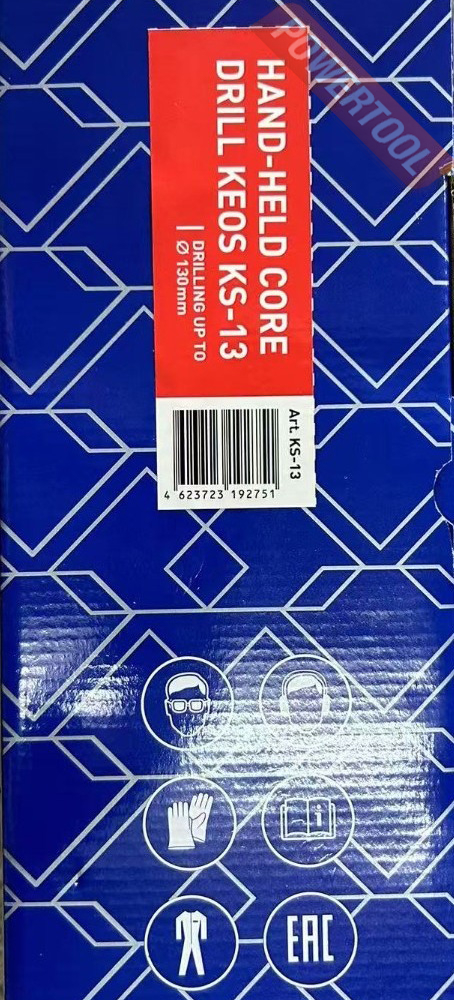 POWERTOOL
HAND-HELD CORE
DRILL KEOS KS-13
DRILLING UP TO
Ø 130mm
Art. KS-13
4 623723 192751
i
EAC